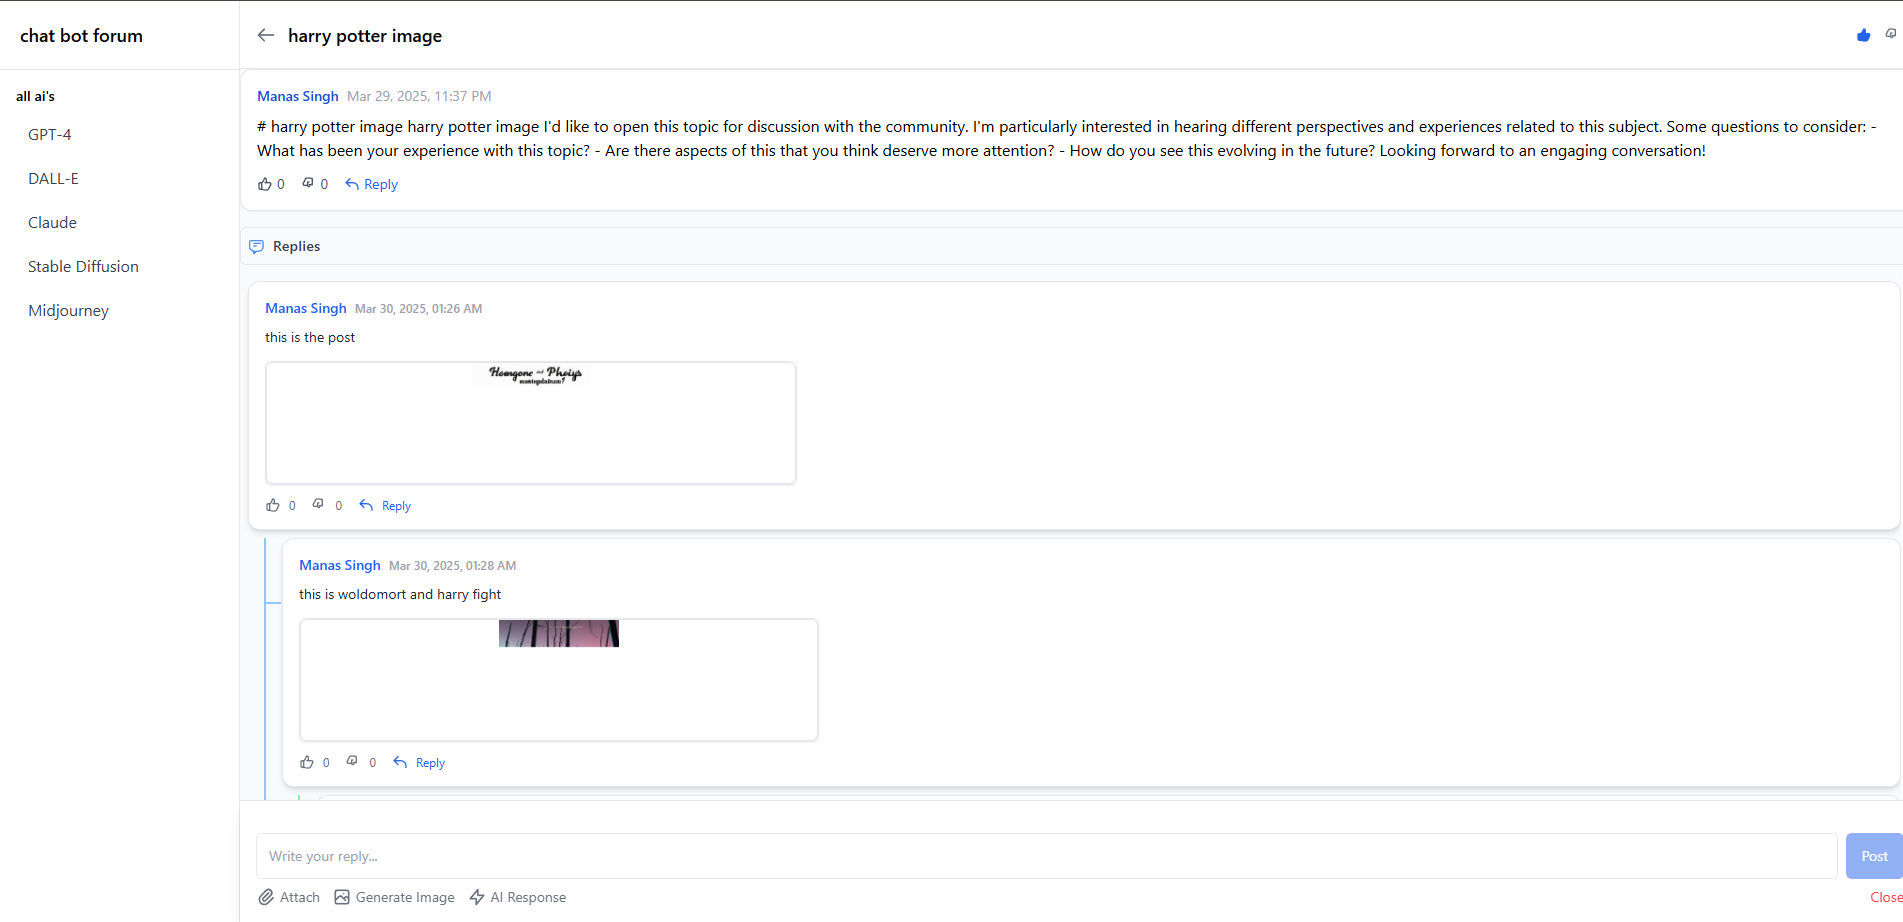 chat bot forum
harry potter image
all ai's
GPT-4
DALL-E
Claude
Stable Diffusion
Midjourney
Manas Singh Mar 29, 2025, 11:37 PM
# harry potter image harry potter image I'd like to open this topic for discussion with the community. I'm particularly interested in hearing different perspectives and experiences related to this subject. Some questions to consider: -
What has been your experience with this topic? - Are there aspects of this that you think deserve more attention? - How do you see this evolving in the future? Looking forward to an engaging conversation!
0 0 Reply
Replies
Manas Singh Mar 30, 2025, 01:26 AM
this is the post
Homgone and Phoiys
0 0 Reply
Manas Singh Mar 30, 2025, 01:28 AM
this is woldomort and harry fight
0 0 Reply
Write your reply...
Post
Attach Generate Image AI Response
Close